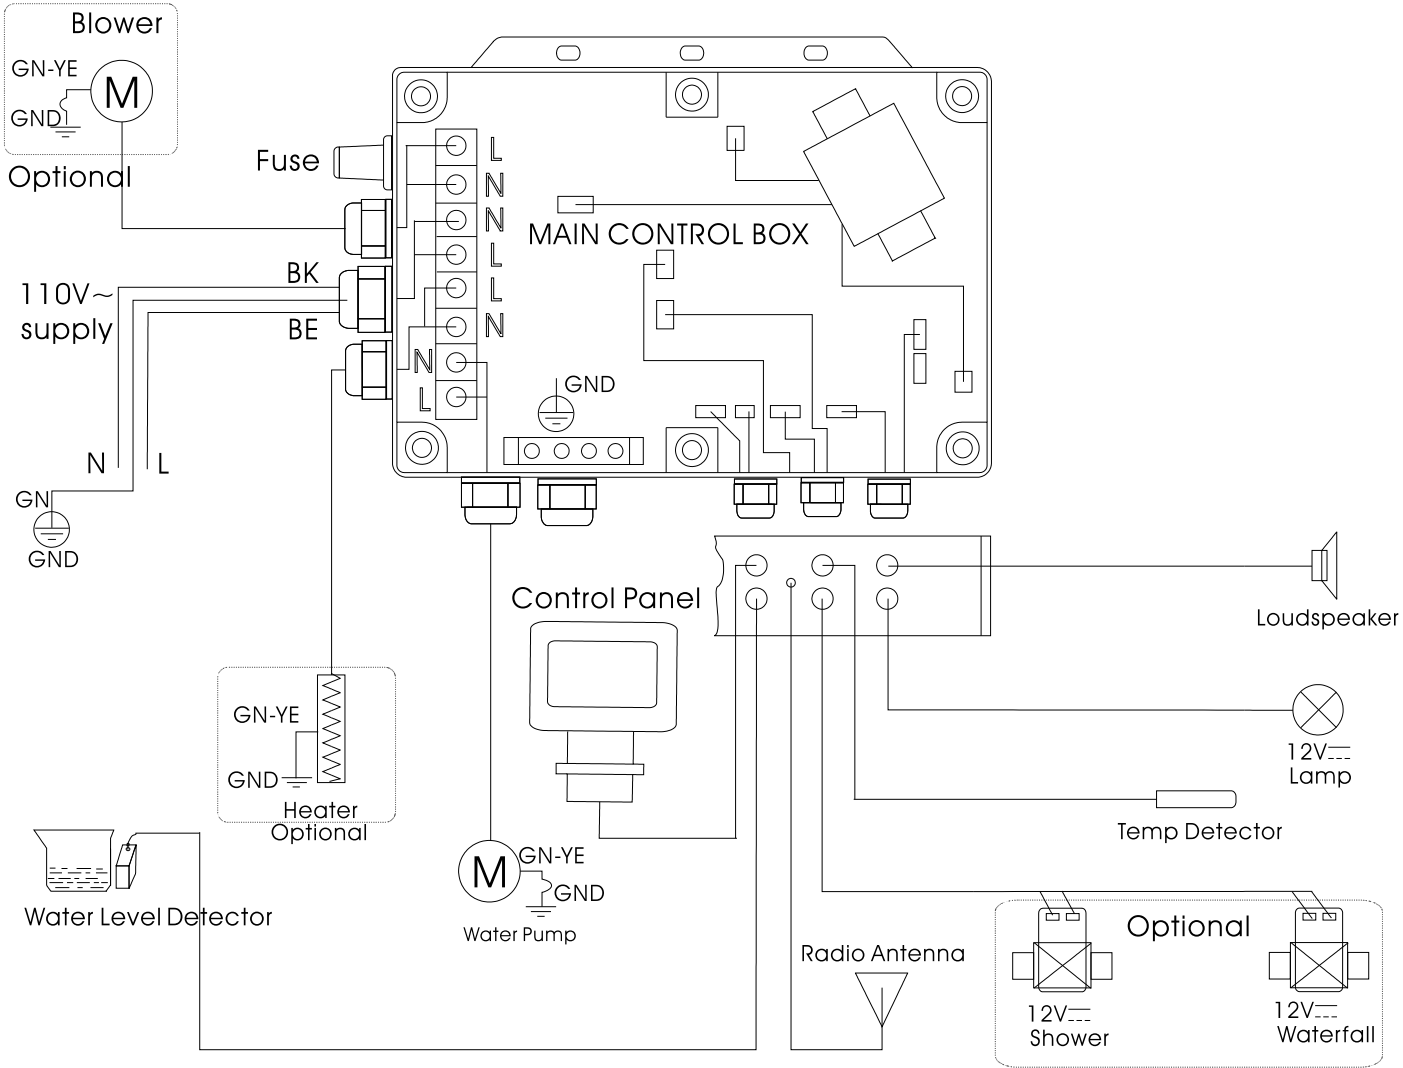 Blower
GN-YE
M
GND
Optional
Fuse
L
N
N
L
L
N
N
L
MAIN CONTROL BOX
GND
110V~
supply
BK
BE
N
L
GN
GND
Control Panel
Loudspeaker
12V
Lamp
Temp Detector
GN-YE
GND
Heater
Optional
M
GN-YE
GND
Water Pump
Water Level Detector
Radio Antenna
Optional
12V
Shower
12V
Waterfall